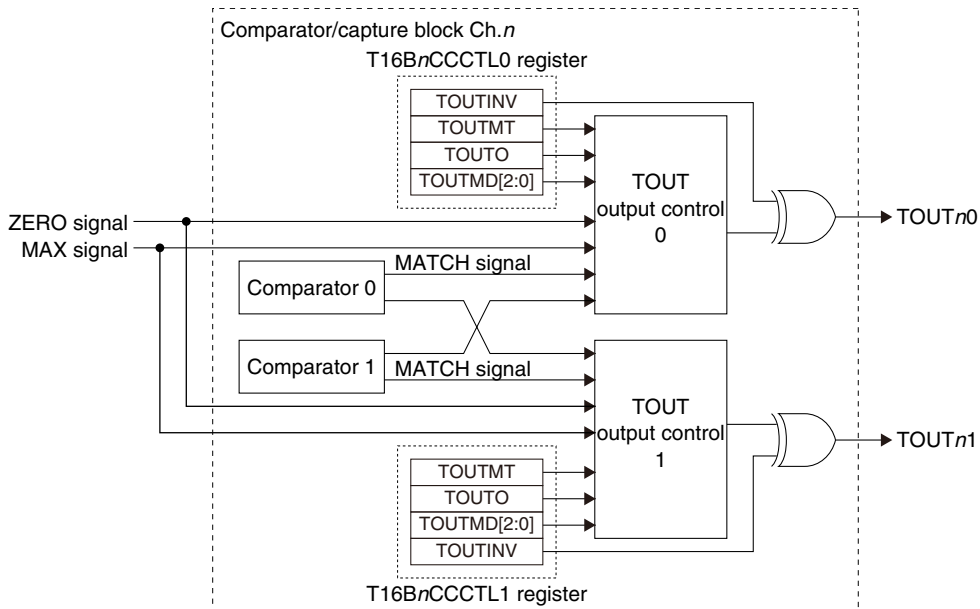 Comparator/capture block Ch.n
T16BnCCCTL0 register
TOUTINV
TOUTMT
TOUTO
TOUTMD[2:0]
TOUT
output control
0
ZERO signal
MAX signal
TOUTn0
MATCH signal
Comparator 0
Comparator 1
MATCH signal
TOUT
output control
1
TOUTn1
TOUTMT
TOUTO
TOUTMD[2:0]
TOUTINV
T16BnCCCTL1 register